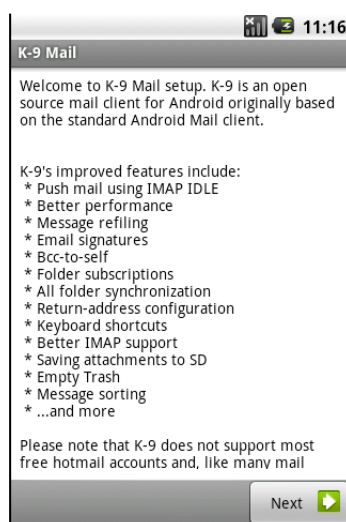 11:16
K-9 Mail
Welcome to K-9 Mail setup. K-9 is an open
source mail client for Android originally based
on the standard Android Mail client.
K-9's improved features include:
* Push mail using IMAP IDLE
* Better performance
* Message refiling
* Email signatures
* Bcc-to-self
* Folder subscriptions
* All folder synchronization
* Return-address configuration
* Keyboard shortcuts
* Better IMAP support
* Saving attachments to SD
* Empty Trash
* Message sorting
* ...and more
Please note that K-9 does not support most
free hotmail accounts and, like many mail
Next